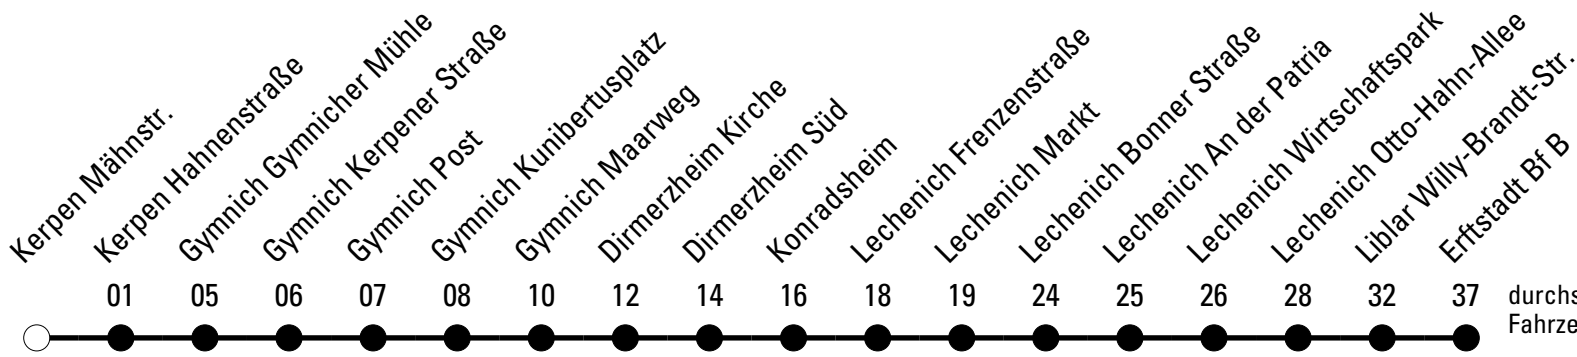 Kerpen Mähnstr.
Kerpen Hahnenstraße
Gymnich Gymnicher Mühle
Gymnich Kerpener Straße
Gymnich Post
Gymnich Kunibertusplatz
Gymnich Maarweg
Dirmerzheim Kirche
Dirmerzheim Süd
Konradsheim
Lechenich Frenzenstraße
Lechenich Markt
Lechenich Bonner Straße
Lechenich An der Patria
Lechenich Wirtschaftspark
Lechenich Otto-Hahn-Allee
Liblar Willy-Brandt-Str.
Erftstadt Bf B
01 05 06 07 08 10 12 14 16 18 19 24 25 26 28 32 37